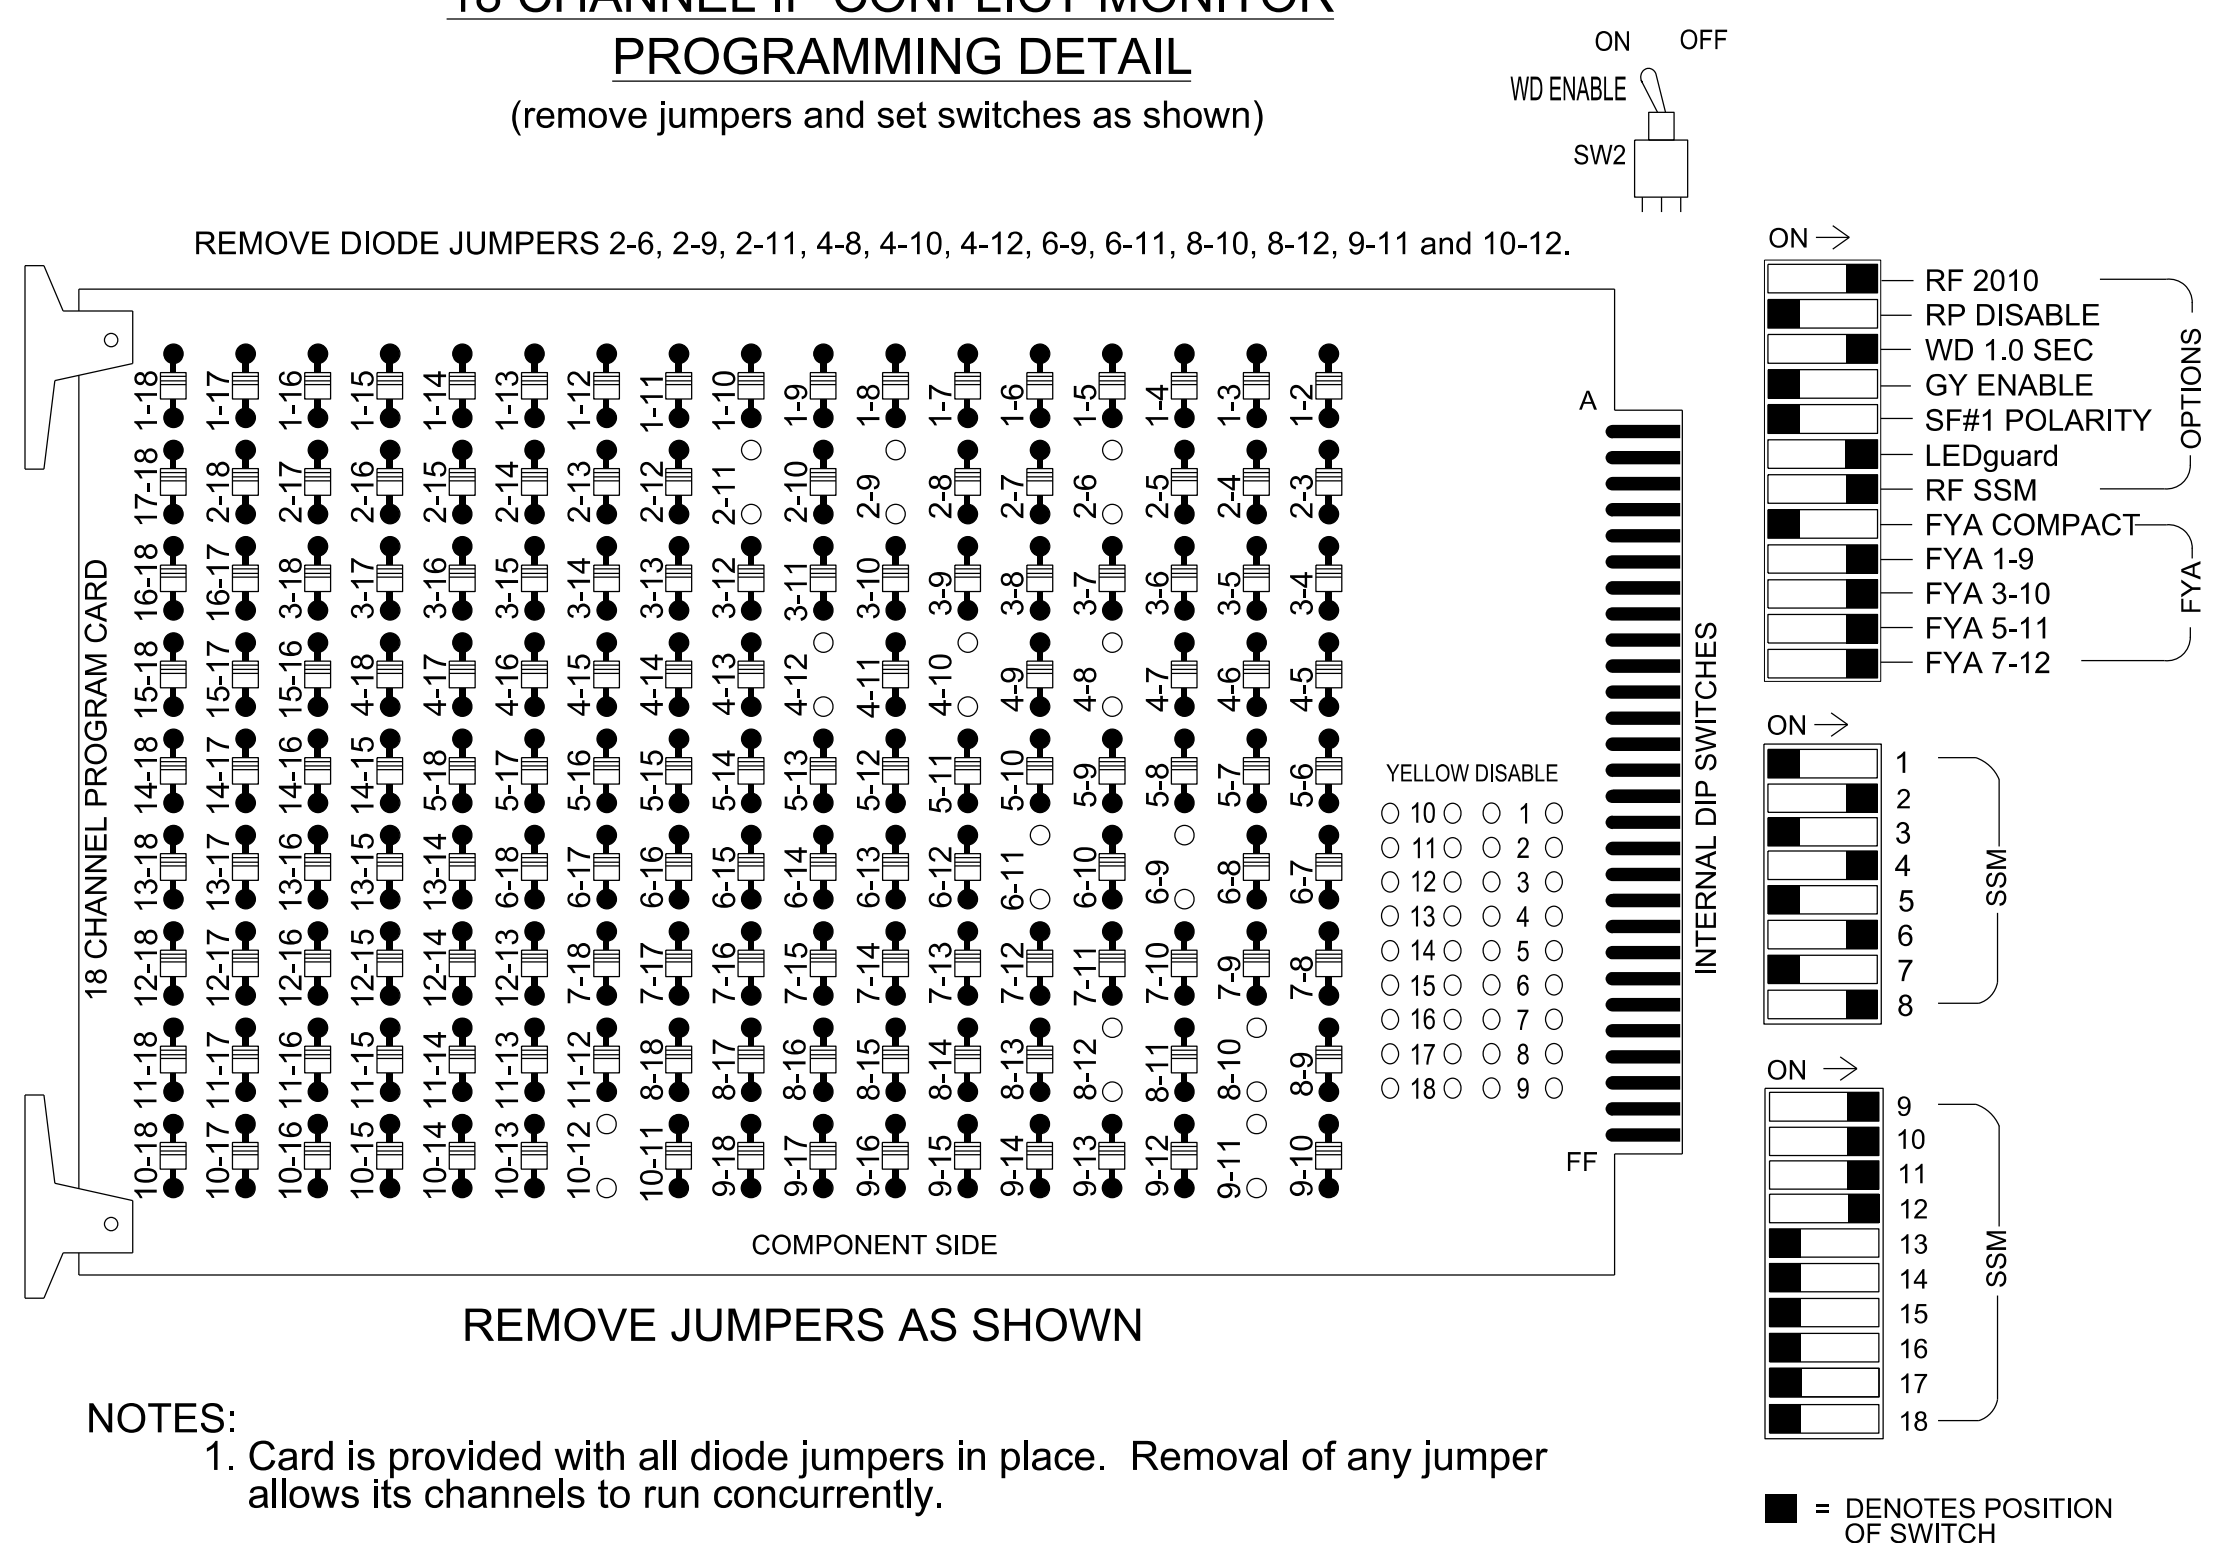 18 CHANNEL IP CONFLICT MONITOR
PROGRAMMING DETAIL
(remove jumpers and set switches as shown)
ON OFF
WD ENABLE
SW2
REMOVE DIODE JUMPERS 2-6, 2-9, 2-11, 4-8, 4-10, 4-12, 6-9, 6-11, 8-10, 8-12, 9-11 and 10-12.
18 CHANNEL PROGRAM CARD
1-18 1-17 1-16 1-15 1-14 1-13 1-12 1-11 1-10 1-9 1-8 1-7 1-6 1-5 1-4 1-3 1-2
17-18 2-18 2-17 2-16 2-15 2-14 2-13 2-12 2-11 2-10 2-9 2-8 2-7 2-6 2-5 2-4 2-3
16-18 16-17 3-18 3-17 3-16 3-15 3-14 3-13 3-12 3-11 3-10 3-9 3-8 3-7 3-6 3-5 3-4
15-18 15-17 15-16 4-18 4-17 4-16 4-15 4-14 4-13 4-12 4-11 4-10 4-9 4-8 4-7 4-6 4-5
14-18 14-17 14-16 14-15 5-18 5-17 5-16 5-15 5-14 5-13 5-12 5-11 5-10 5-9 5-8 5-7 5-6
13-18 13-17 13-16 13-15 13-14 6-18 6-17 6-16 6-15 6-14 6-13 6-12 6-11 6-10 6-9 6-8 6-7
12-18 12-17 12-16 12-15 12-14 12-13 7-18 7-17 7-16 7-15 7-14 7-13 7-12 7-11 7-10 7-9 7-8
11-18 11-17 11-16 11-15 11-14 11-13 11-12 8-18 8-17 8-16 8-15 8-14 8-13 8-12 8-11 8-10 8-9
10-18 10-17 10-16 10-15 10-14 10-13 10-12 10-11 9-18 9-17 9-16 9-15 9-14 9-13 9-12 9-11 9-10
YELLOW DISABLE
10 1
11 2
12 3
13 4
14 5
15 6
16 7
17 8
18 9
A
FF
COMPONENT SIDE
REMOVE JUMPERS AS SHOWN
INTERNAL DIP SWITCHES
ON →
RF 2010
RP DISABLE
WD 1.0 SEC
GY ENABLE
SF#1 POLARITY
LEDguard
RF SSM
OPTIONS
FYA COMPACT
FYA 1-9
FYA 3-10
FYA 5-11
FYA 7-12
FYA
ON →
1
2
3
4
5
6
7
8
SSM
ON →
9
10
11
12
13
14
15
16
17
18
SSM
= DENOTES POSITION
OF SWITCH
NOTES:
1. Card is provided with all diode jumpers in place. Removal of any jumper
allows its channels to run concurrently.